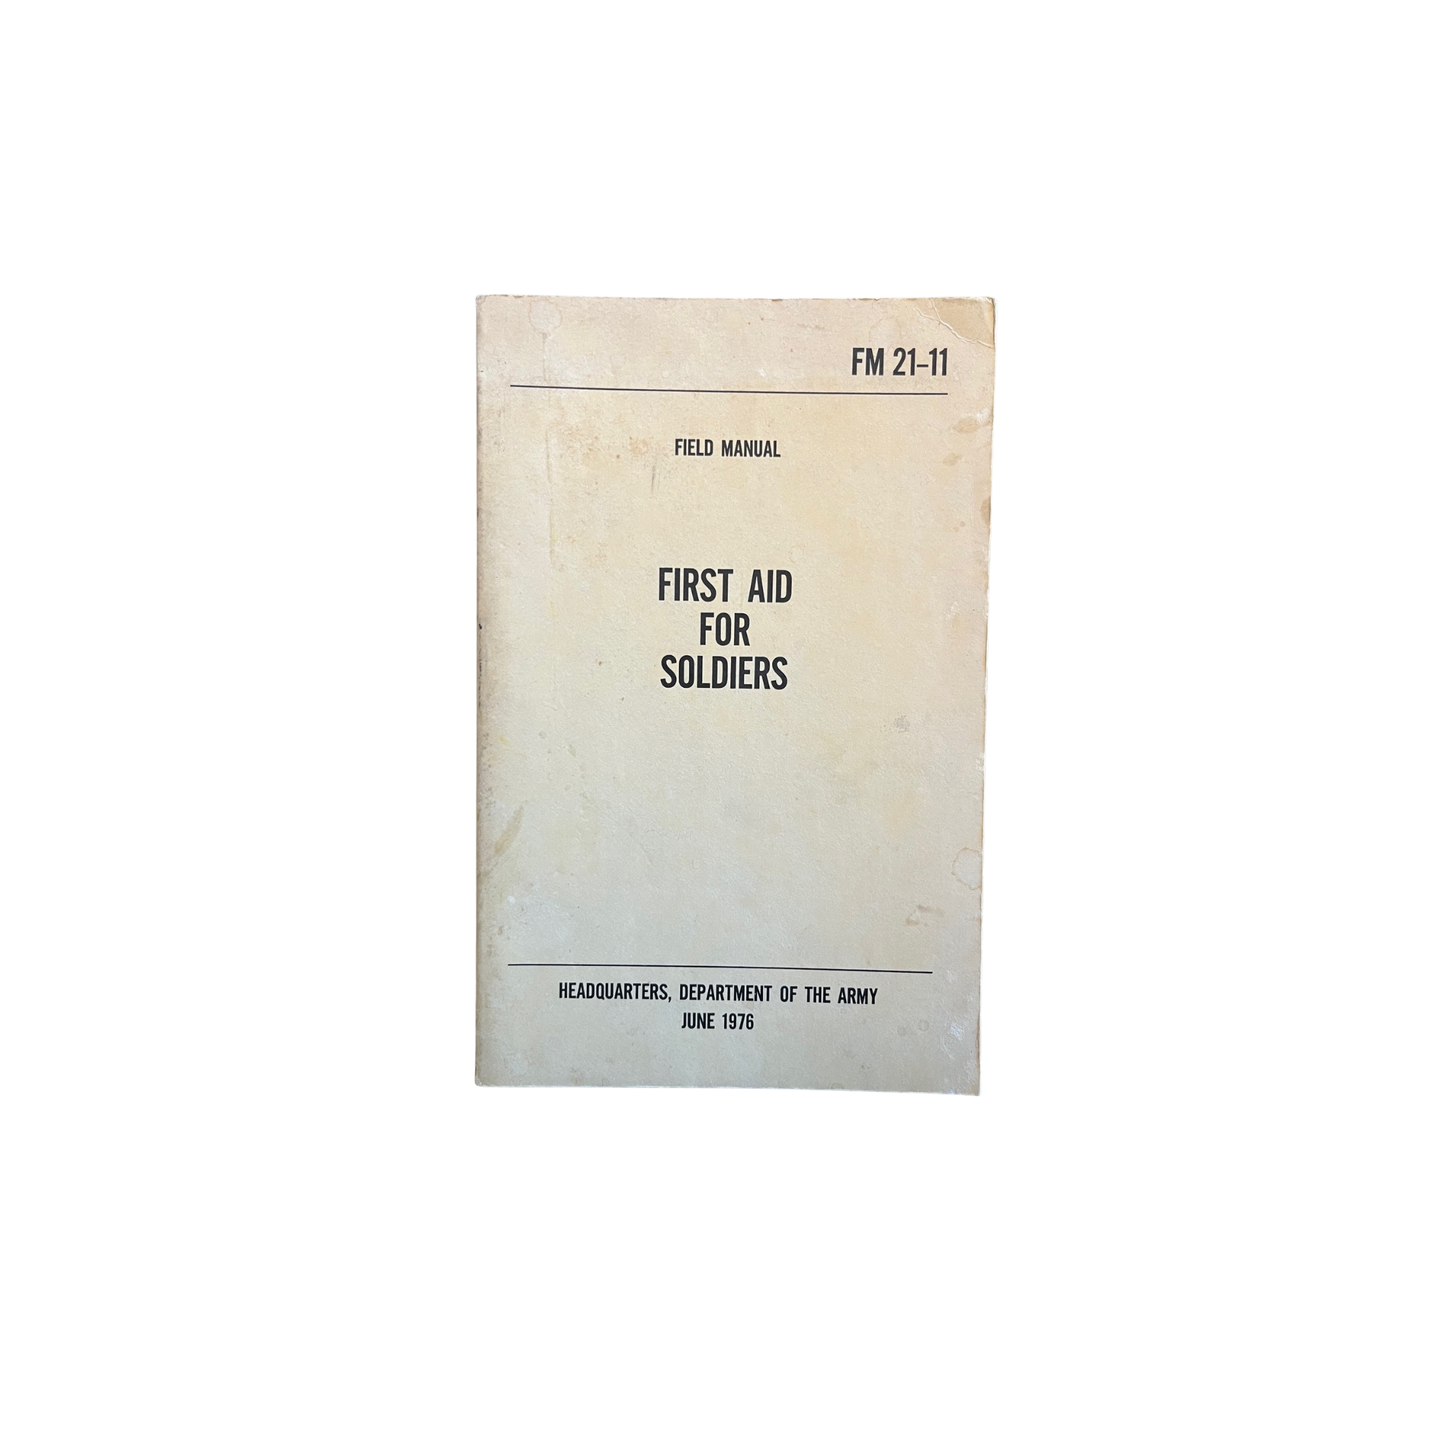 FM 21–11
FIELD MANUAL
FIRST AID
FOR
SOLDIERS
HEADQUARTERS, DEPARTMENT OF THE ARMY
JUNE 1976